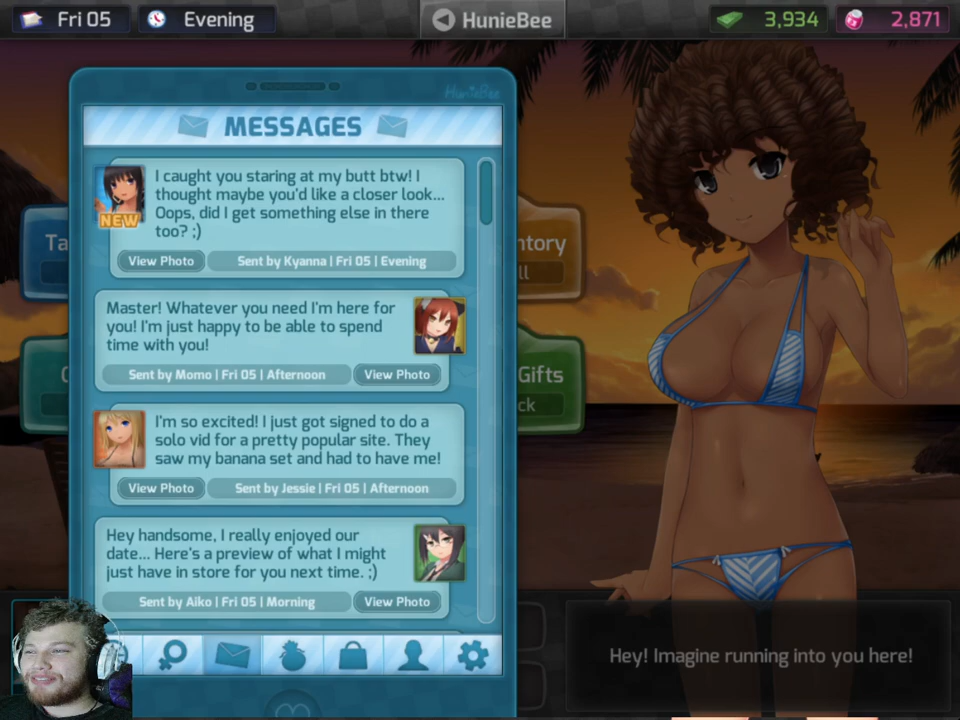 Fri 05
Evening
HunieBee
3,934
2,871
HunieBee
MESSAGES
I caught you staring at my butt btw! I
thought maybe you'd like a closer look...
Oops, did I get something else in there
too? ;)
NEW
View Photo
Sent by Kyanna | Fri 05 | Evening
Master! Whatever you need I'm here for
you! I'm just happy to be able to spend
time with you!
Sent by Momo | Fri 05 | Afternoon
View Photo
I'm so excited! I just got signed to do a
solo vid for a pretty popular site. They
saw my banana set and had to have me!
View Photo
Sent by Jessie | Fri 05 | Afternoon
Hey handsome, I really enjoyed our
date... Here's a preview of what I might
just have in store for you next time. ;)
Sent by Aiko | Fri 05 | Morning
View Photo
Ta
ntory
ll
Gifts
ck
Hey! Imagine running into you here!